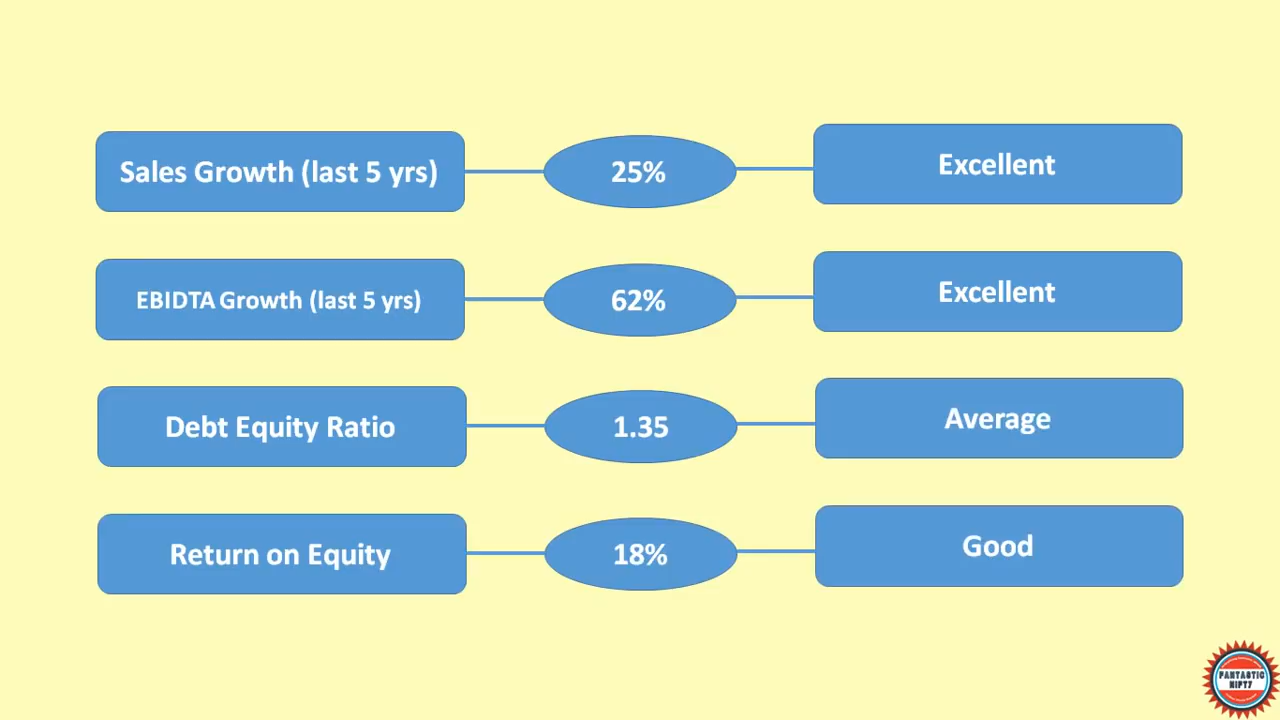 Sales Growth (last 5 yrs)
25%
Excellent
EBIDTA Growth (last 5 yrs)
62%
Excellent
Debt Equity Ratio
1.35
Average
Return on Equity
18%
Good
FANTASTIC
NIFTY